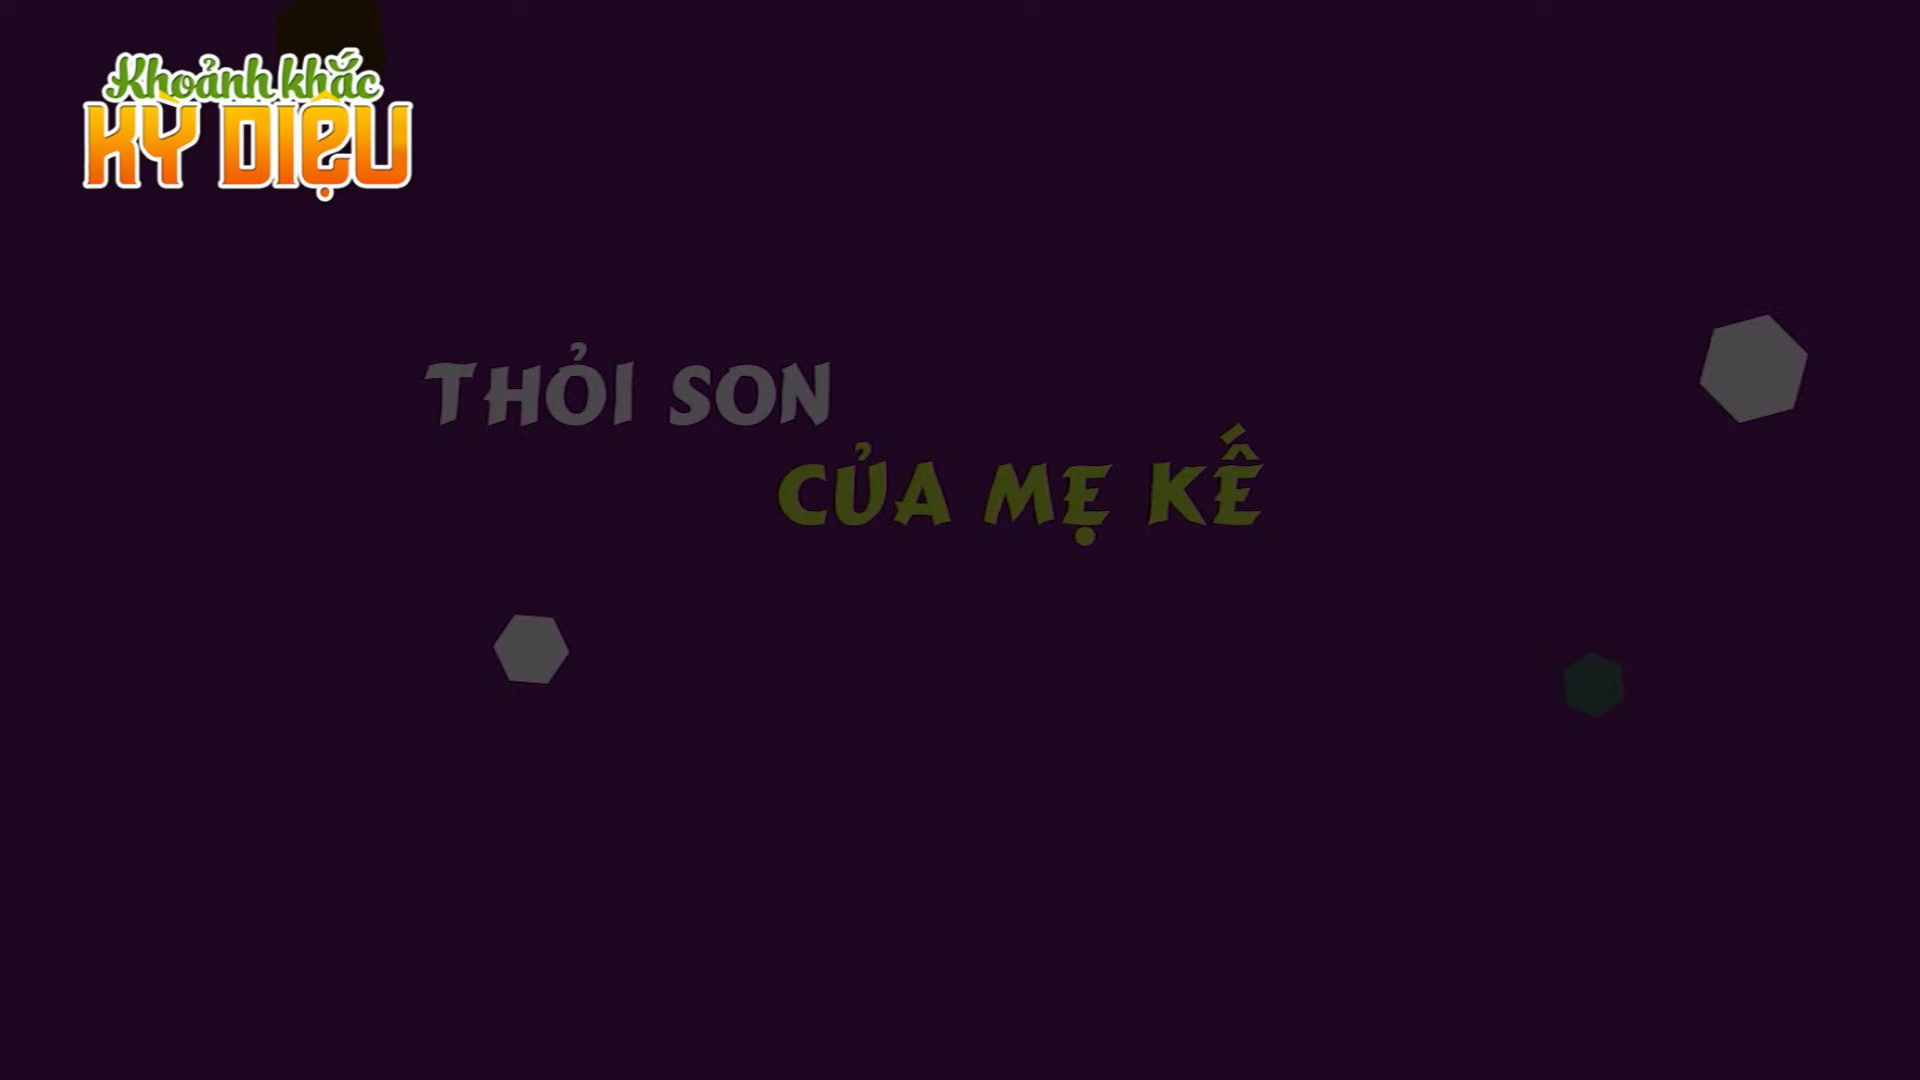 Khoảnh khắc
KỲ DIỆU
THỎI SON
CỦA MẸ KẾ